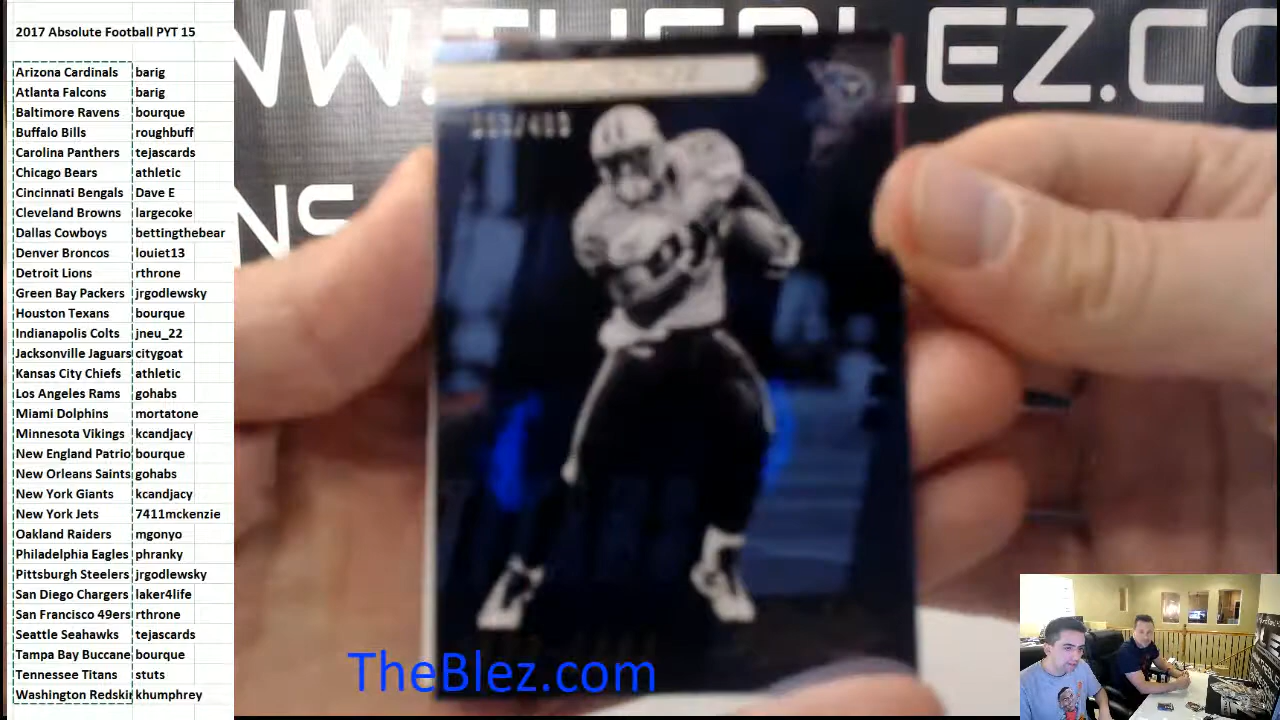 2017 Absolute Football PYT 15
Arizona Cardinals barig
Atlanta Falcons barig
Baltimore Ravens bourque
Buffalo Bills roughbuff
Carolina Panthers tejascards
Chicago Bears athletic
Cincinnati Bengals Dave E
Cleveland Browns largecoke
Dallas Cowboys bettingthebear
Denver Broncos louiet13
Detroit Lions rthrone
Green Bay Packers jrgodlewsky
Houston Texans bourque
Indianapolis Colts jneu_22
Jacksonville Jaguars citygoat
Kansas City Chiefs athletic
Los Angeles Rams gohabs
Miami Dolphins mortatone
Minnesota Vikings kcandjacy
New England Patrio bourque
New Orleans Saints gohabs
New York Giants kcandjacy
New York Jets 7411mckenzie
Oakland Raiders mgonyo
Philadelphia Eagles phranky
Pittsburgh Steelers jrgodlewsky
San Diego Chargers laker4life
San Francisco 49ers rthrone
Seattle Seahawks tejascards
Tampa Bay Buccane bourque
Tennessee Titans stuts
Washington Redskin khumphrey
W.THEBLEZ.CO
NS
TheBlez.com